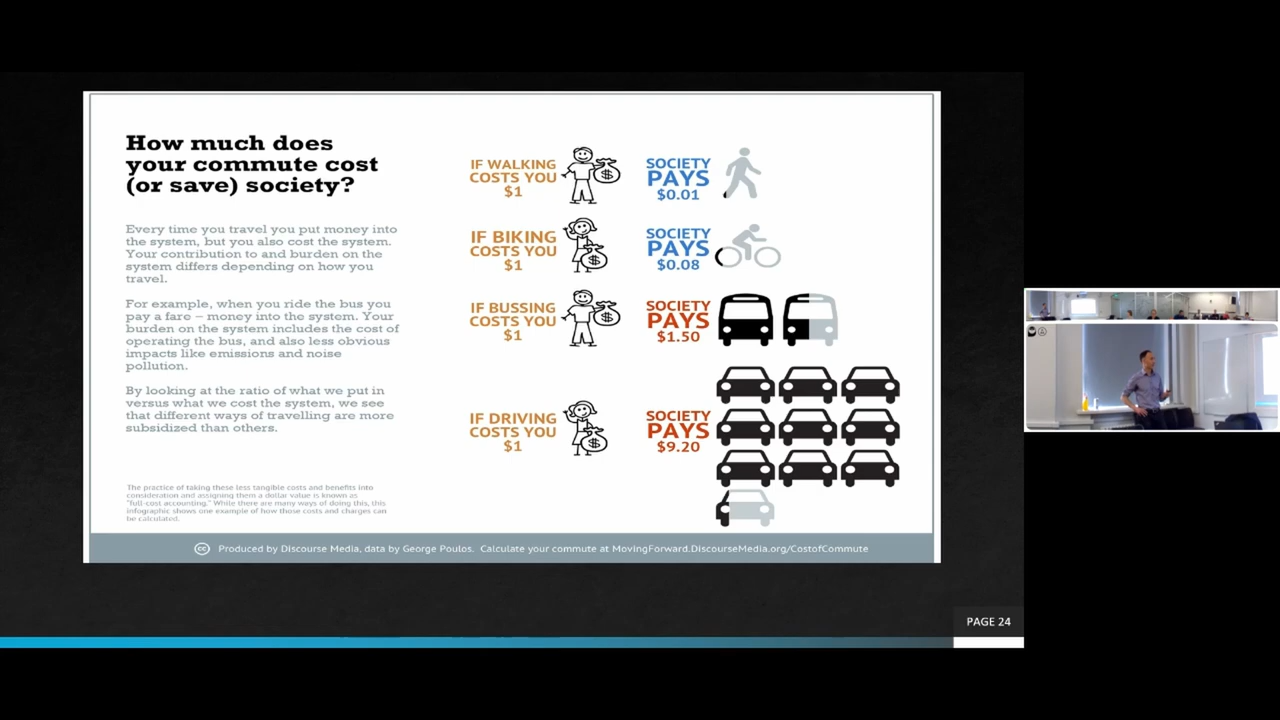 How much does
your commute cost
(or save) society?
Every time you travel you put money into
the system, but you also cost the system.
Your contribution to and burden on the
system differs depending on how you
travel.
For example, when you ride the bus you
pay a fare – money into the system. Your
burden on the system includes the cost of
operating the bus, and also less obvious
impacts like emissions and noise
pollution.
By looking at the ratio of what we put in
versus what we cost the system, we see
that different ways of travelling are more
subsidized than others.
The practice of taking these less tangible costs and benefits into
consideration and assigning them a dollar value is known as
"full-cost accounting." While there are many ways of doing this, this
infographic shows one example of how those costs and charges can
be calculated.
IF WALKING
COSTS YOU
$1
$
SOCIETY
PAYS
$0.01
IF BIKING
COSTS YOU
$1
$
SOCIETY
PAYS
$0.08
IF BUSSING
COSTS YOU
$1
$
SOCIETY
PAYS
$1.50
IF DRIVING
COSTS YOU
$1
$
SOCIETY
PAYS
$9.20
cc Produced by Discourse Media, data by George Poulos. Calculate your commute at MovingForward.DiscourseMedia.org/CostofCommute
PAGE 24